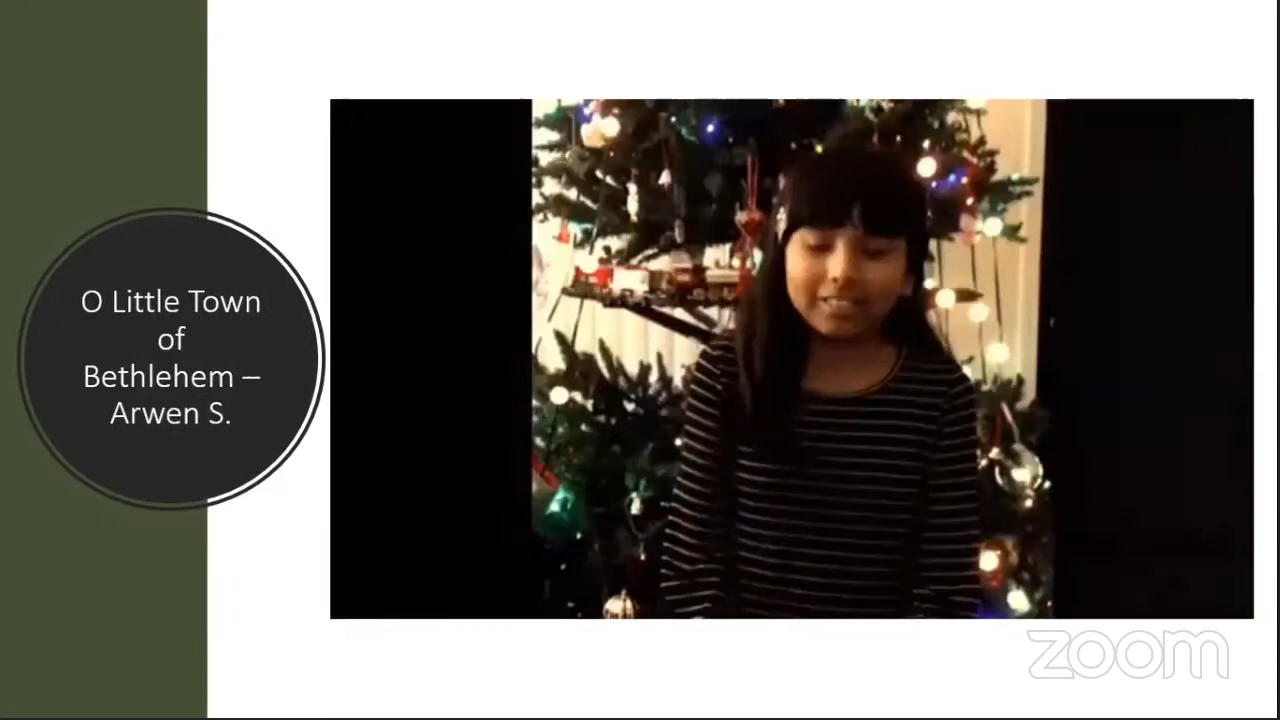 O Little Town
of
Bethlehem –
Arwen S.
zoom